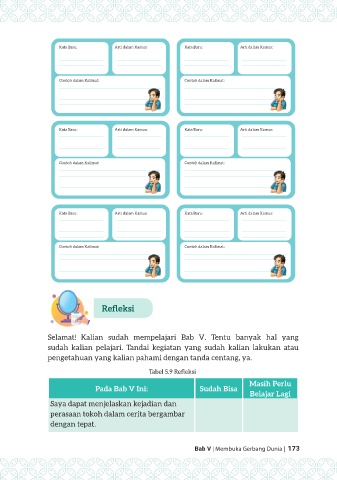 Kata Baru: Arti dalam Kamus: Kata Baru: Arti dalam Kamus:
Contoh dalam Kalimat: Contoh dalam Kalimat:
Kata Baru: Arti dalam Kamus: Kata Baru: Arti dalam Kamus:
Contoh dalam Kalimat: Contoh dalam Kalimat:
Kata Baru: Arti dalam Kamus: Kata Baru: Arti dalam Kamus:
Contoh dalam Kalimat: Contoh dalam Kalimat:
Refleksi
Selamat! Kalian sudah mempelajari Bab V. Tentu banyak hal yang
sudah kalian pelajari. Tandai kegiatan yang sudah kalian lakukan atau
pengetahuan yang kalian pahami dengan tanda centang, ya.
Tabel 5.9 Refleksi
Pada Bab V Ini: Sudah Bisa Masih Perlu
Belajar Lagi
Saya dapat menjelaskan kejadian dan
perasaan tokoh dalam cerita bergambar
dengan tepat.
Bab V | Membuka Gerbang Dunia | 173